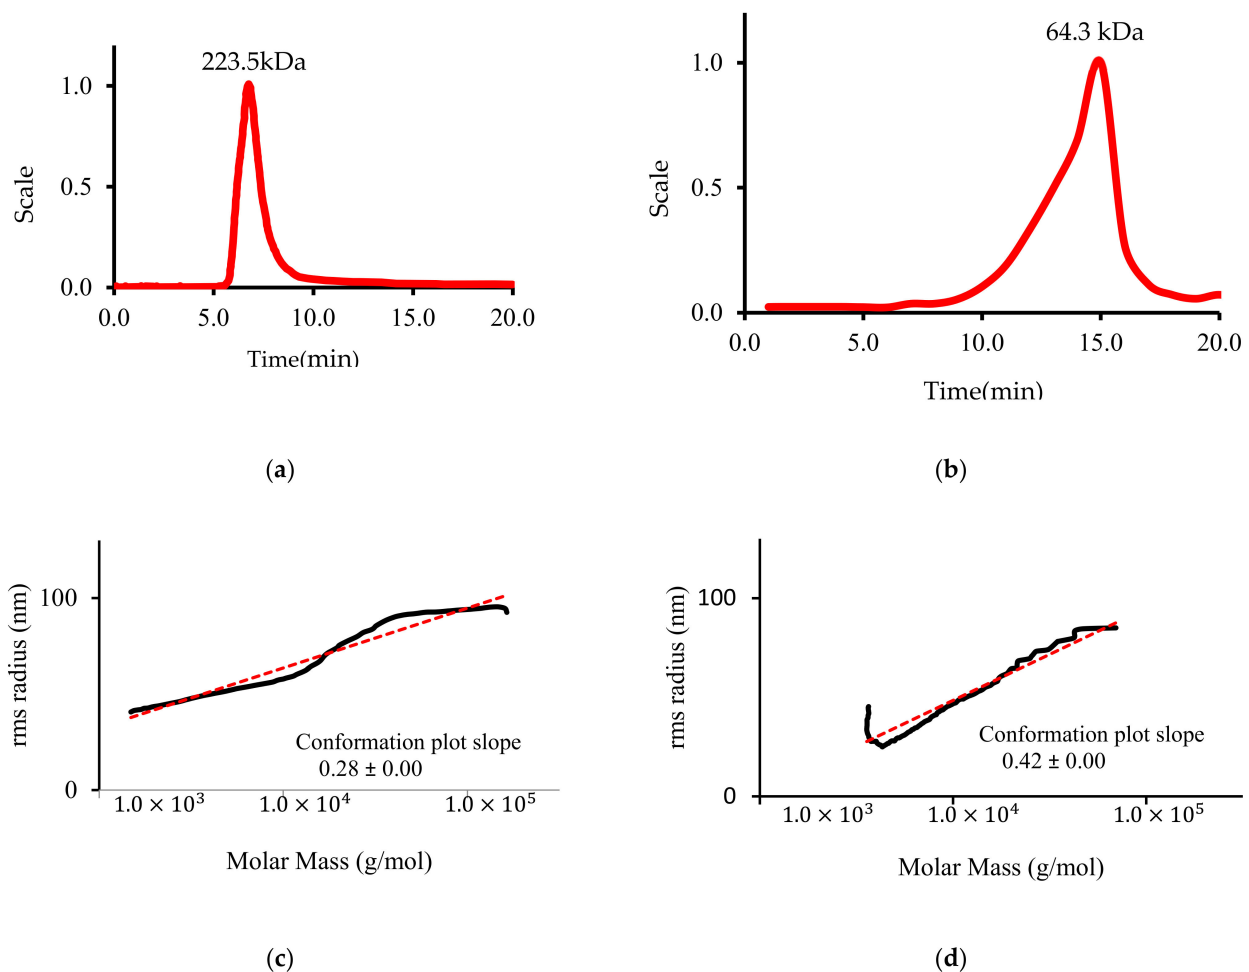 223.5kDa
1.0
0.5
0.0
Scale
0.0 5.0 10.0 15.0 20.0
Time(min)
(a)
64.3 kDa
1.0
0.5
0.0
Scale
0.0 5.0 10.0 15.0 20.0
Time(min)
(b)
rms radius (nm)
100
0
Conformation plot slope
0.28 ± 0.00
1.0 × 10³ 1.0 × 10⁴ 1.0 × 10⁵
Molar Mass (g/mol)
(c)
rms radius (nm)
100
0
Conformation plot slope
0.42 ± 0.00
1.0 × 10³ 1.0 × 10⁴ 1.0 × 10⁵
Molar Mass (g/mol)
(d)